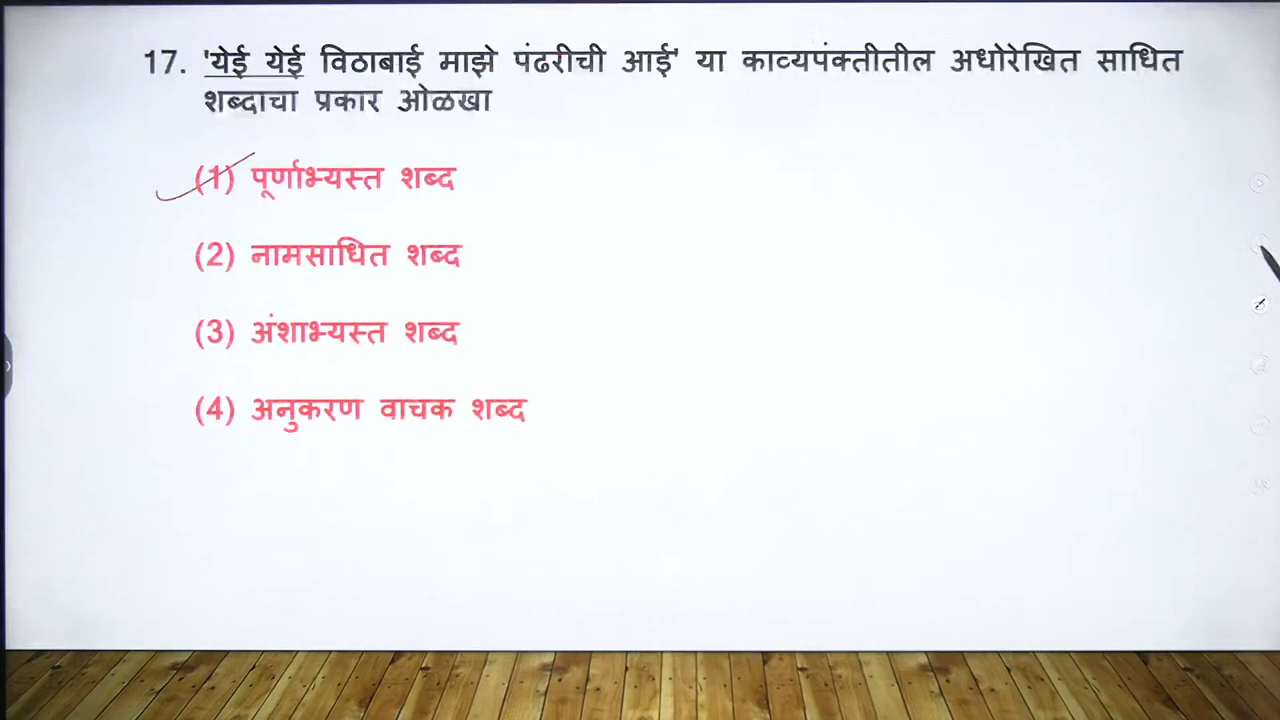 17. 'येई येई विठाबाई माझे पंढरीची आई' या काव्यपंक्तीतील अधोरेखित साधित
शब्दाचा प्रकार ओळखा
(1) पूर्णाभ्यस्त शब्द
(2) नामसाधित शब्द
(3) अंशाभ्यस्त शब्द
(4) अनुकरण वाचक शब्द